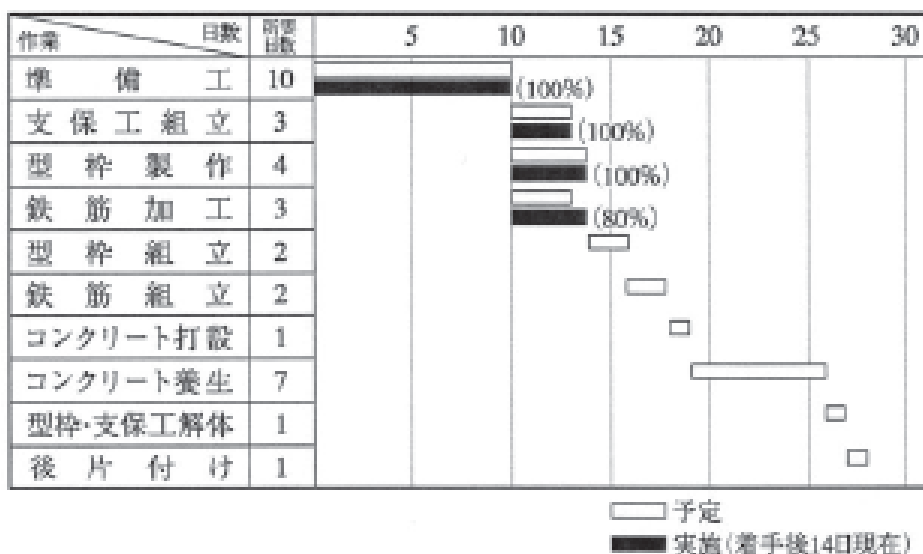 作業 日数 所要日数 5 10 15 20 25 30
準備工 10 (100%)
支保工組立 3 (100%)
型枠製作 4 (100%)
鉄筋加工 3 (80%)
型枠組立 2
鉄筋組立 2
コンクリート打設 1
コンクリート養生 7
型枠・支保工解体 1
後片付け 1
予定
実施(着手後14日現在)